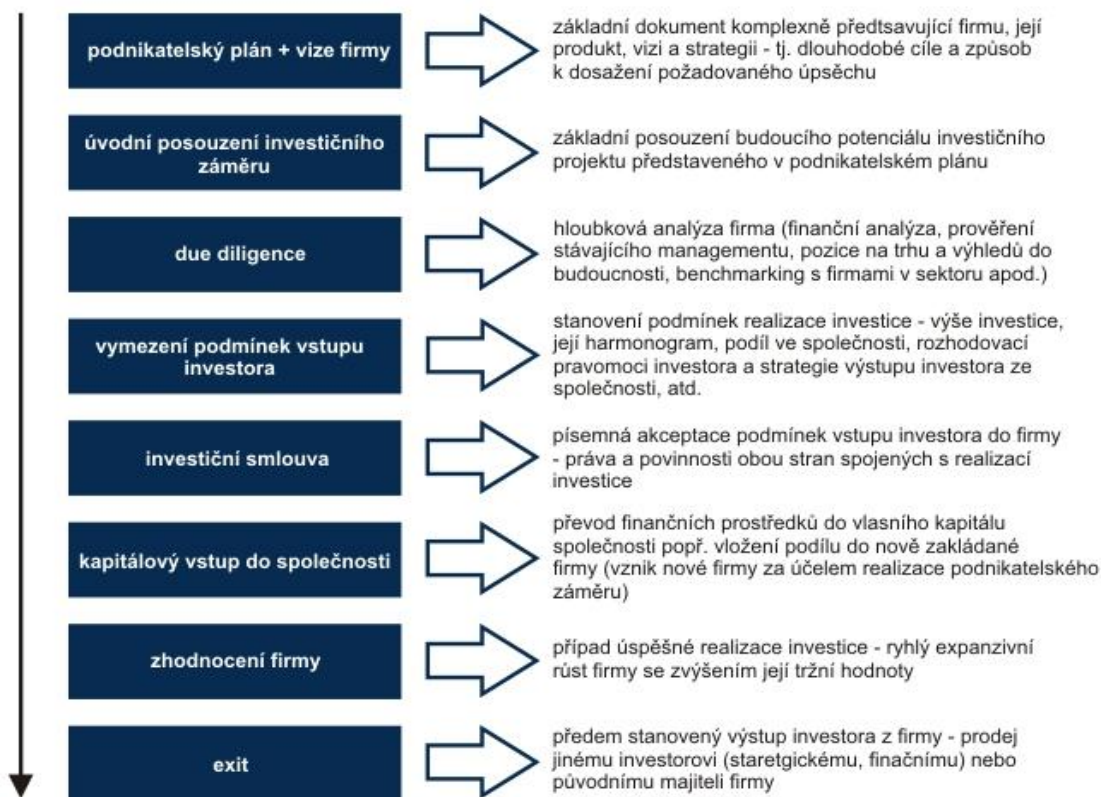 podnikatelský plán + vize firmy
základní dokument komplexně předtsavující firmu, její
produkt, vizi a strategii - tj. dlouhodobé cíle a způsob
k dosažení požadovaného úpsěchu
úvodní posouzení investičního
záměru
základní posouzení budoucího potenciálu investičního
projektu představeného v podnikatelském plánu
due diligence
hloubková analýza firma (finanční analýza, prověření
stávajícího managementu, pozice na trhu a výhledů do
budoucnosti, benchmarking s firmami v sektoru apod.)
vymezení podmínek vstupu
investora
stanovení podmínek realizace investice - výše investice,
její harmonogram, podíl ve společnosti, rozhodovací
pravomoci investora a strategie výstupu investora ze
společnosti, atd.
investiční smlouva
písemná akceptace podmínek vstupu investora do firmy
- práva a povinnosti obou stran spojených s realizací
investice
kapitálový vstup do společnosti
převod finančních prostředků do vlasního kapitálu
společnosti popř. vložení podílu do nově zakládané
firmy (vznik nové firmy za účelem realizace podnikatelského
záměru)
zhodnocení firmy
případ úspěšné realizace investice - ryhlý expanzivní
růst firmy se zvýšením její tržní hodnoty
exit
předem stanovený výstup investora z firmy - prodej
jinému investorovi (staretgickému, finačnímu) nebo
původnímu majiteli firmy